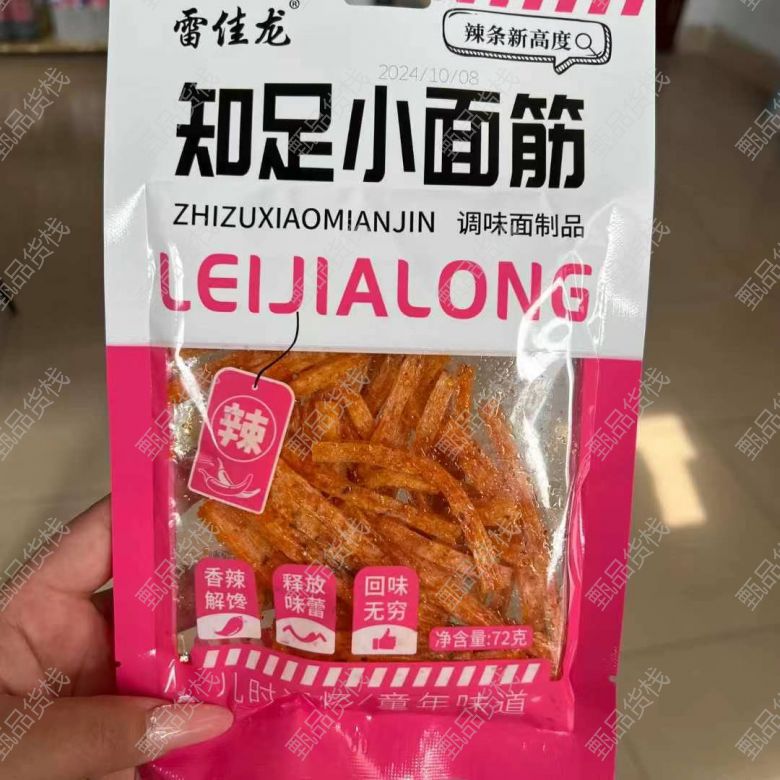 雷佳龙®
辣条新高度
2024/10/08
知足小面筋
ZHIZUXIAOMIANJIN 调味面制品
LEIJIALONG
辣
香辣
解馋
释放
味蕾
回味
无穷
净含量:72克
儿时
童年味道
甄品货栈